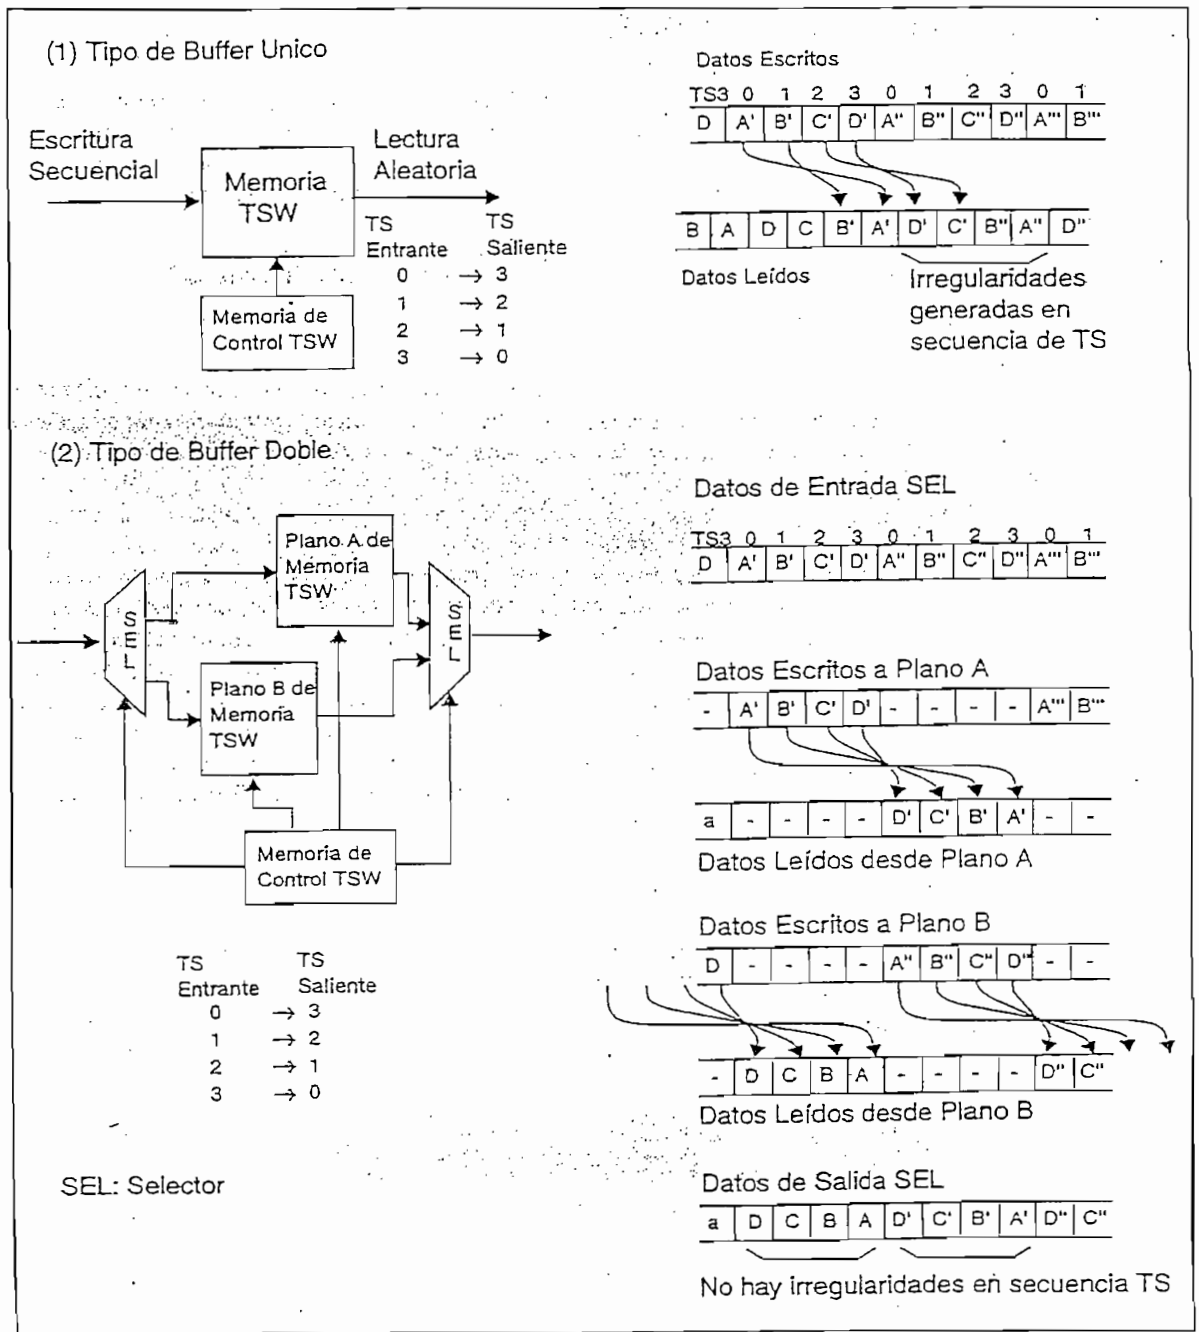 (1) Tipo de Buffer Unico
Escritura
Secuencial
Memoria
TSW
Lectura
Aleatoria
Memoria de
Control TSW
TS TS
Entrante Saliente
0 → 3
1 → 2
2 → 1
3 → 0
Datos Escritos
TS3 0 1 2 3 0 1 2 3 0 1
D A' B' C' D' A" B" C" D" A"' B"'
B A D C B' A' D' C' B" A" D"
Datos Leídos
Irregularidades
generadas en
secuencia de TS
(2) Tipo de Buffer Doble
SEL
Plano A de
Memoria
TSW
Plano B de
Memoria
TSW
SEL
Memoria de
Control TSW
TS TS
Entrante Saliente
0 → 3
1 → 2
2 → 1
3 → 0
SEL: Selector
Datos de Entrada SEL
TS3 0 1 2 3 0 1 2 3 0 1
D A' B' C' D' A" B" C" D" A"' B"'
Datos Escritos a Plano A
- A' B' C' D' - - - - A"' B"'
a - - - - D' C' B' A' - -
Datos Leídos desde Plano A
Datos Escritos a Plano B
D - - - - A" B" C" D" - -
- D C B A - - - - D" C"
Datos Leídos desde Plano B
Datos de Salida SEL
a D C B A D' C' B' A' D" C"
No hay irregularidades en secuencia TS